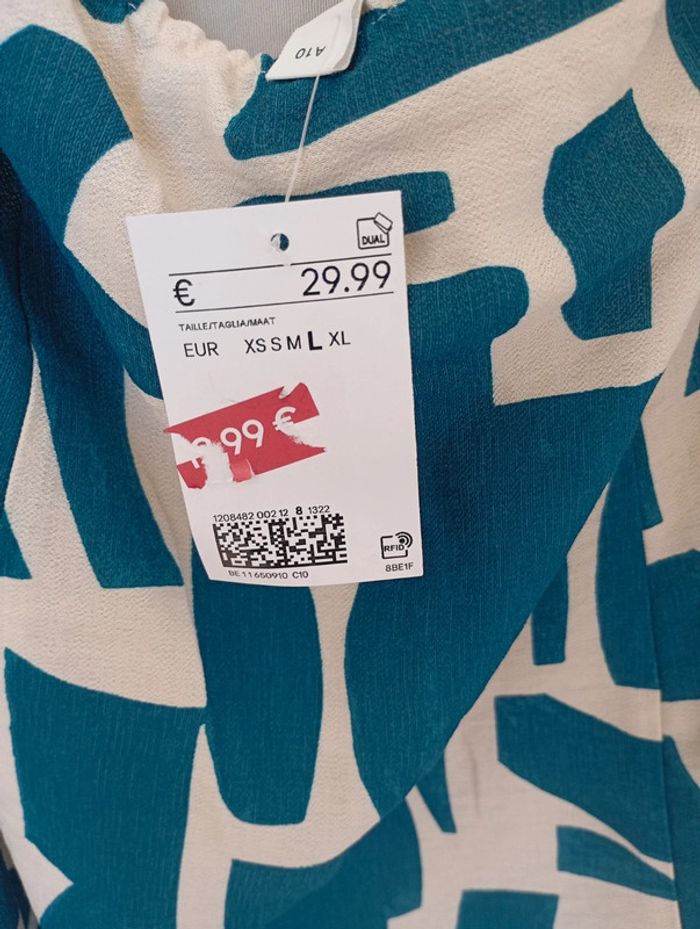 A10
DUAL
€ 29.99
TAILLE/TAGLIA/MAAT
EUR XS S M L XL
.99 €
1208482 002 12 8 1322
RFID
BE 11 650910 C10
8BE1F